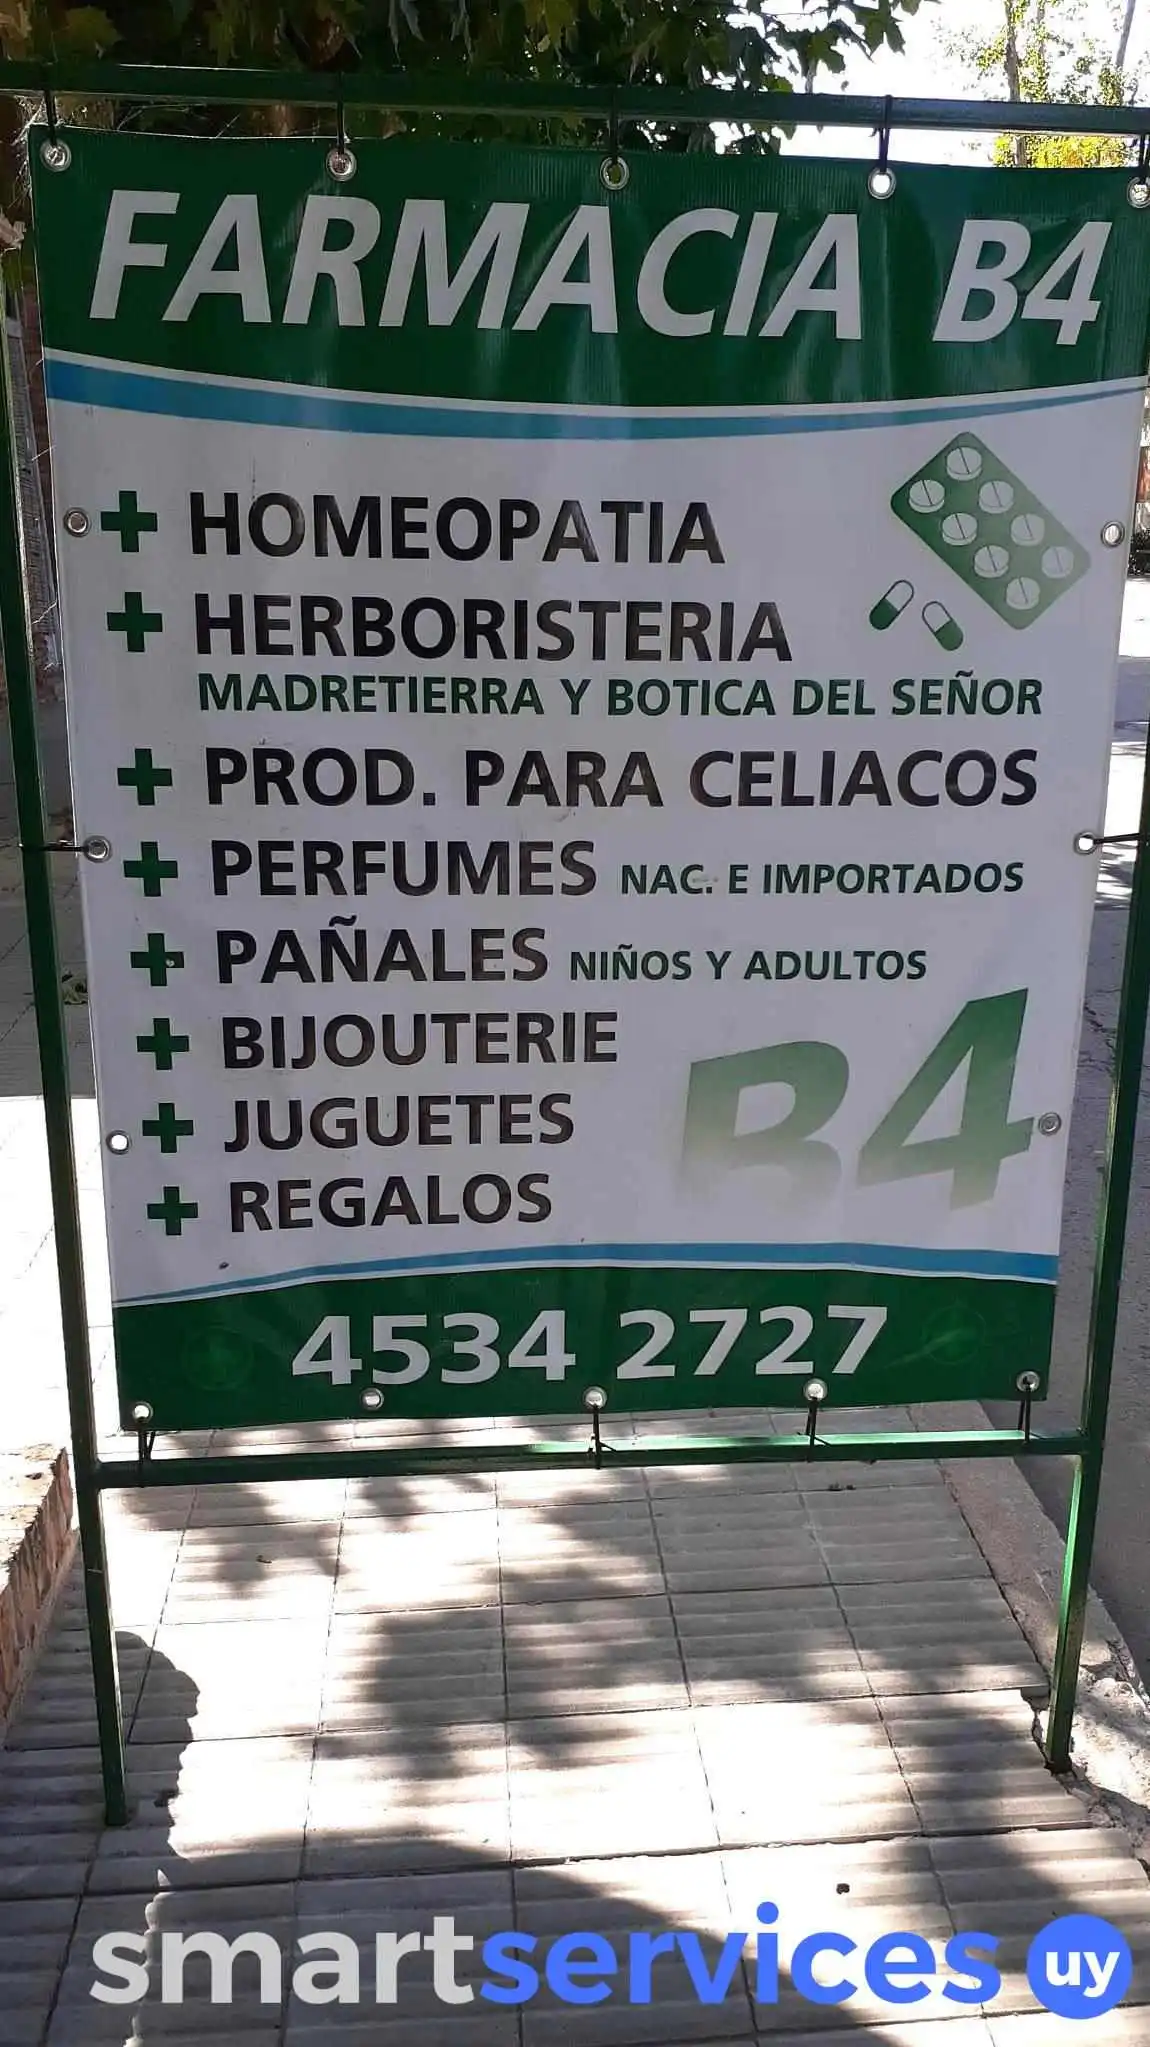 FARMACIA B4
HOMEOPATIA
HERBORISTERIA
MADRETIERRA Y BOTICA DEL SEÑOR
PROD. PARA CELIACOS
PERFUMES NAC. E IMPORTADOS
PAÑALES NIÑOS Y ADULTOS
BIJOUTERIE
JUGUETES
REGALOS
B4
4534 2727
smartservices uy